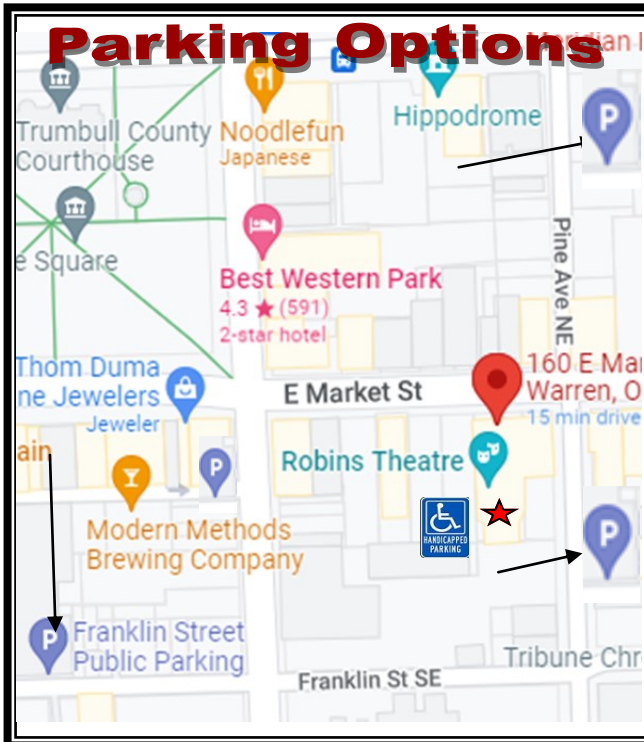 Parking Options
Meridian
Trumbull County
Courthouse
Noodlefun
Japanese
Hippodrome
P
e Square
Best Western Park
4.3 ★ (591)
2-star hotel
Pine Ave NE
Thom Duma
ne Jewelers
Jeweler
E Market St
160 E Mar
Warren, O
15 min drive
ain
P
Robins Theatre
Modern Methods
Brewing Company
HANDICAPPED
PARKING
P
P
Franklin Street
Public Parking
Franklin St SE
Tribune Chr